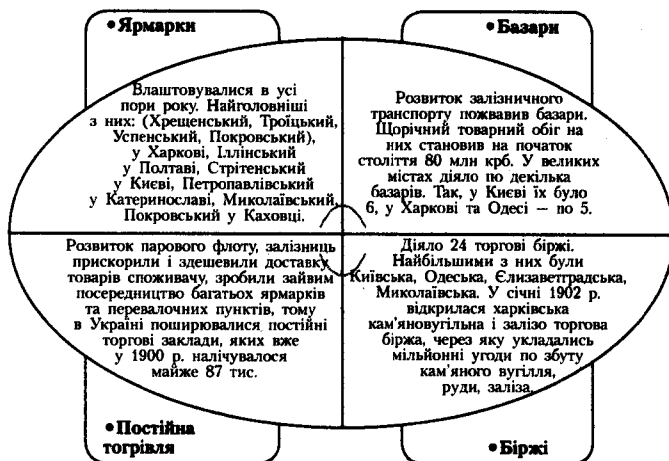 • Ярмарки
Влаштовувалися в усі
пори року. Найголовніші
з них: (Хрещенський, Троїцький,
Успенський, Покровський),
у Харкові, Іллінський
у Полтаві, Стрітенський
у Києві, Петропавлівський
у Катеринославі, Миколаївський,
Покровський у Каховці.
• Базари
Розвиток залізничного
транспорту пожвавив базари.
Щорічний товарний обіг на
них становив на початок
століття 80 млн крб. У великих
містах діяло по декілька
базарів. Так, у Києві їх було
6, у Харкові та Одесі – по 5.
Розвиток парового флоту, залізниць
прискорили і здешевили доставку
товарів споживачу, зробили зайвим
посередництво багатьох ярмарків
та перевалочних пунктів, тому
в Україні поширювалися постійні
торгові заклади, яких вже
у 1900 р. налічувалося
майже 87 тис.
• Постійна
тогрівля
Діяло 24 торгові біржі.
Найбільшими з них були
Київська, Одеська, Єлизаветградська,
Миколаївська. У січні 1902 р.
відкрилася харківська
кам'яновугільна і залізо торгова
біржа, через яку укладались
мільйонні угоди по збуту
кам'яного вугілля,
руди, заліза.
• Біржі